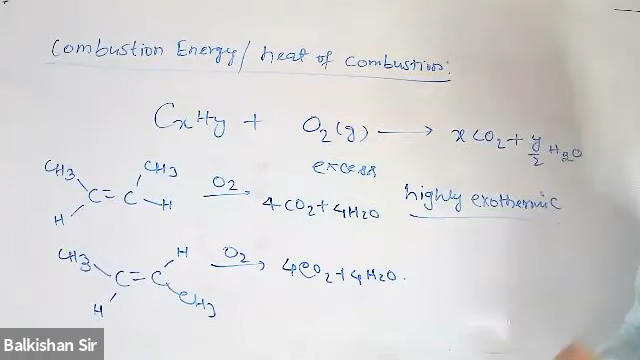 Combustion Energy/ heat of combustion:
CxHy + O2(g) → xCO2 + y/2 H2O
excess
highly exothermic
CH3 CH3
C=C O2 → 4CO2+4H2O
H H
CH3 H
C=C O2 → 4CO2+4H2O.
H CH3
Balkishan Sir